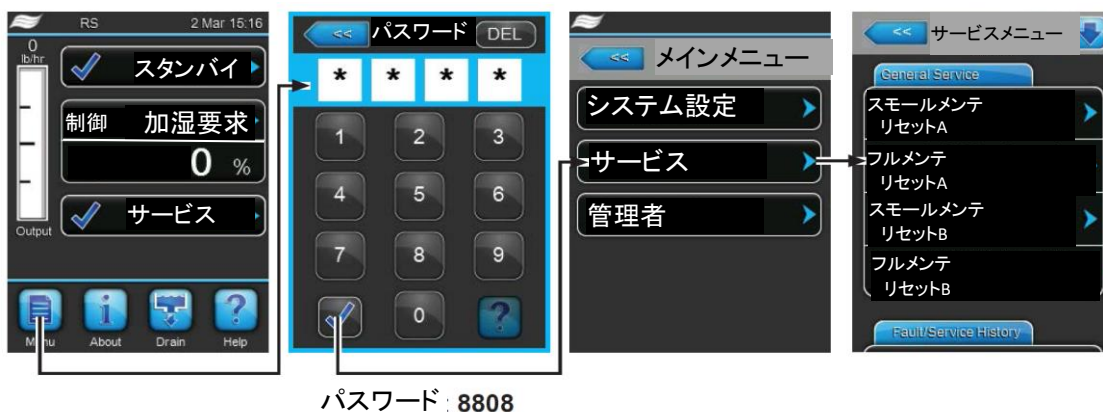 RS 2 Mar 15:16
0
lb/hr
スタンバイ
制御 加湿要求
0 %
サービス
Output
Menu About Drain Help
<< パスワード DEL
* * * *
1 2 3
4 5 6
7 8 9
0 ?
パスワード : 8808
<< メインメニュー
システム設定
サービス
管理者
<< サービスメニュー
General Service
スモールメンテ
リセットA
フルメンテ
リセットA
スモールメンテ
リセットB
フルメンテ
リセットB
Fault/Service History